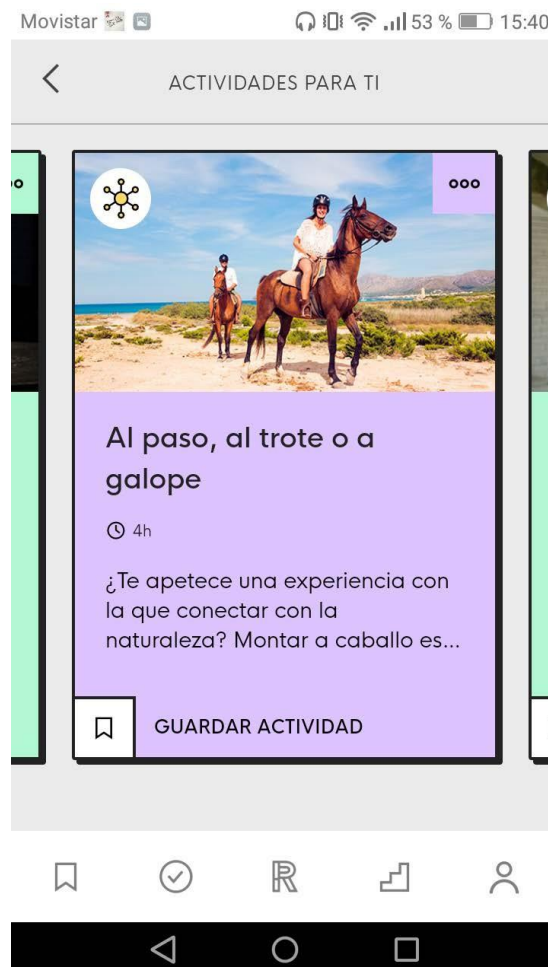 Movistar 53 % 15:40
ACTIVIDADES PARA TI
Al paso, al trote o a
galope
4h
¿Te apetece una experiencia con
la que conectar con la
naturaleza? Montar a caballo es...
GUARDAR ACTIVIDAD